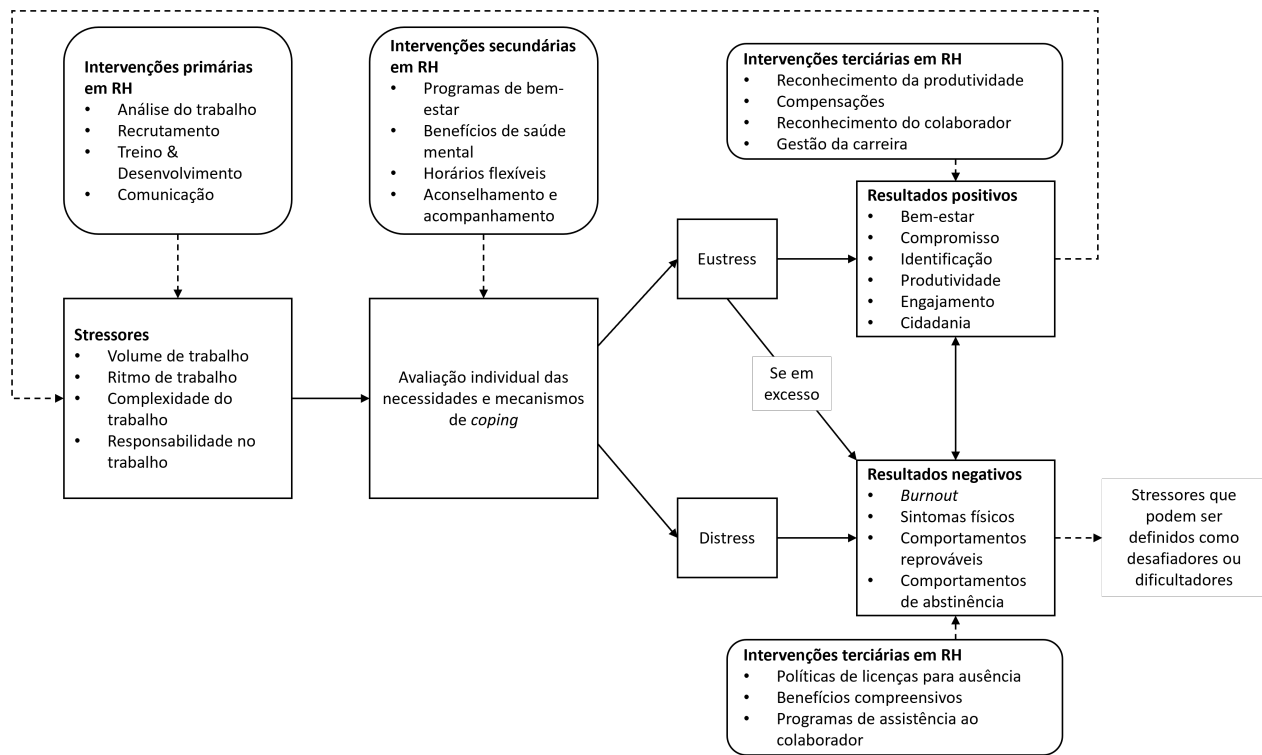 Intervenções primárias
em RH
• Análise do trabalho
• Recrutamento
• Treino &
Desenvolvimento
• Comunicação
Intervenções secundárias
em RH
• Programas de bem-
estar
• Benefícios de saúde
mental
• Horários flexíveis
• Aconselhamento e
acompanhamento
Intervenções terciárias em RH
• Reconhecimento da produtividade
• Compensações
• Reconhecimento do colaborador
• Gestão da carreira
Stressores
• Volume de trabalho
• Ritmo de trabalho
• Complexidade do
trabalho
• Responsabilidade no
trabalho
Avaliação individual das
necessidades e mecanismos
de coping
Eustress
Se em
excesso
Distress
Resultados positivos
• Bem-estar
• Compromisso
• Identificação
• Produtividade
• Engajamento
• Cidadania
Resultados negativos
• Burnout
• Sintomas físicos
• Comportamentos
reprováveis
• Comportamentos
de abstinência
Stressores que
podem ser
definidos como
desafiadores ou
dificultadores
Intervenções terciárias em RH
• Políticas de licenças para ausência
• Benefícios compreensivos
• Programas de assistência ao
colaborador